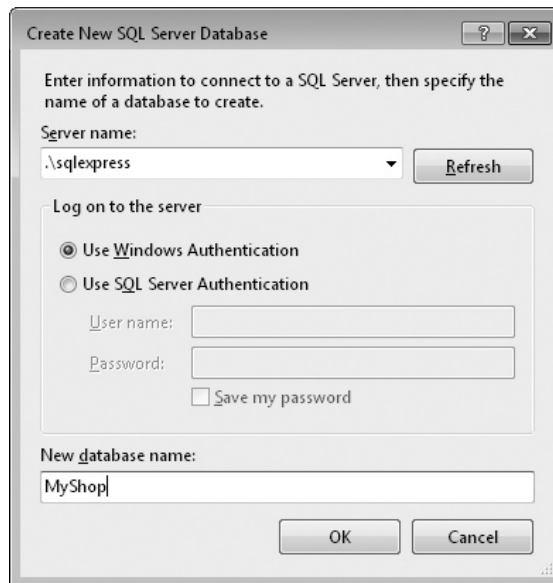 Create New SQL Server Database
?
Enter information to connect to a SQL Server, then specify the
name of a database to create.
Server name:
.\sqlexpress
Refresh
Log on to the server
Use Windows Authentication
Use SQL Server Authentication
User name:
Password:
Save my password
New database name:
MyShop
OK
Cancel